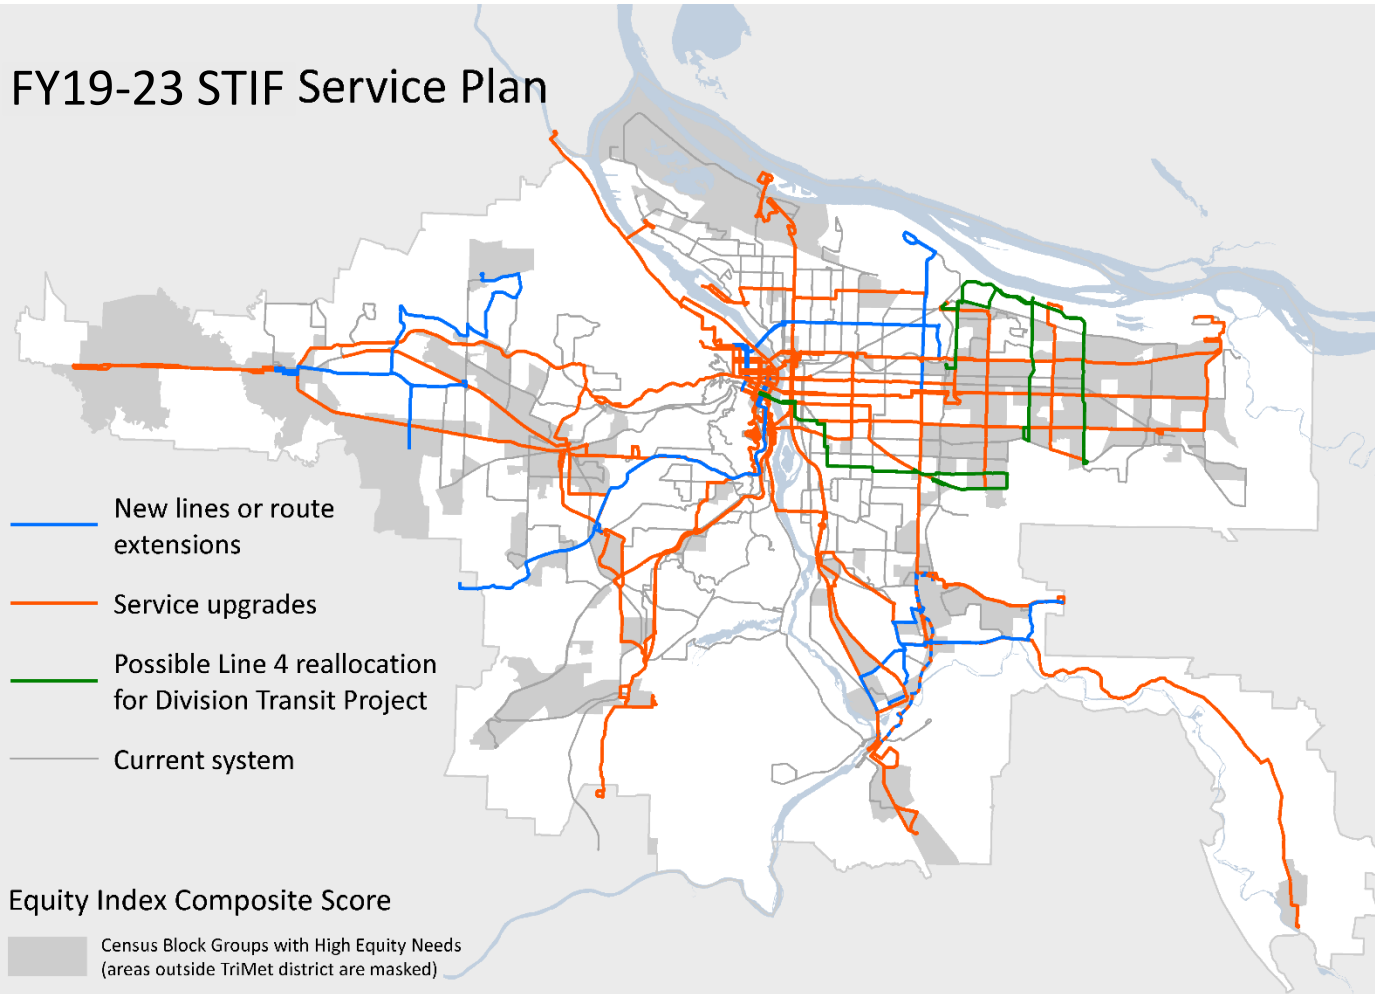 FY19-23 STIF Service Plan
New lines or route
extensions
Service upgrades
Possible Line 4 reallocation
for Division Transit Project
Current system
Equity Index Composite Score
Census Block Groups with High Equity Needs
(areas outside TriMet district are masked)